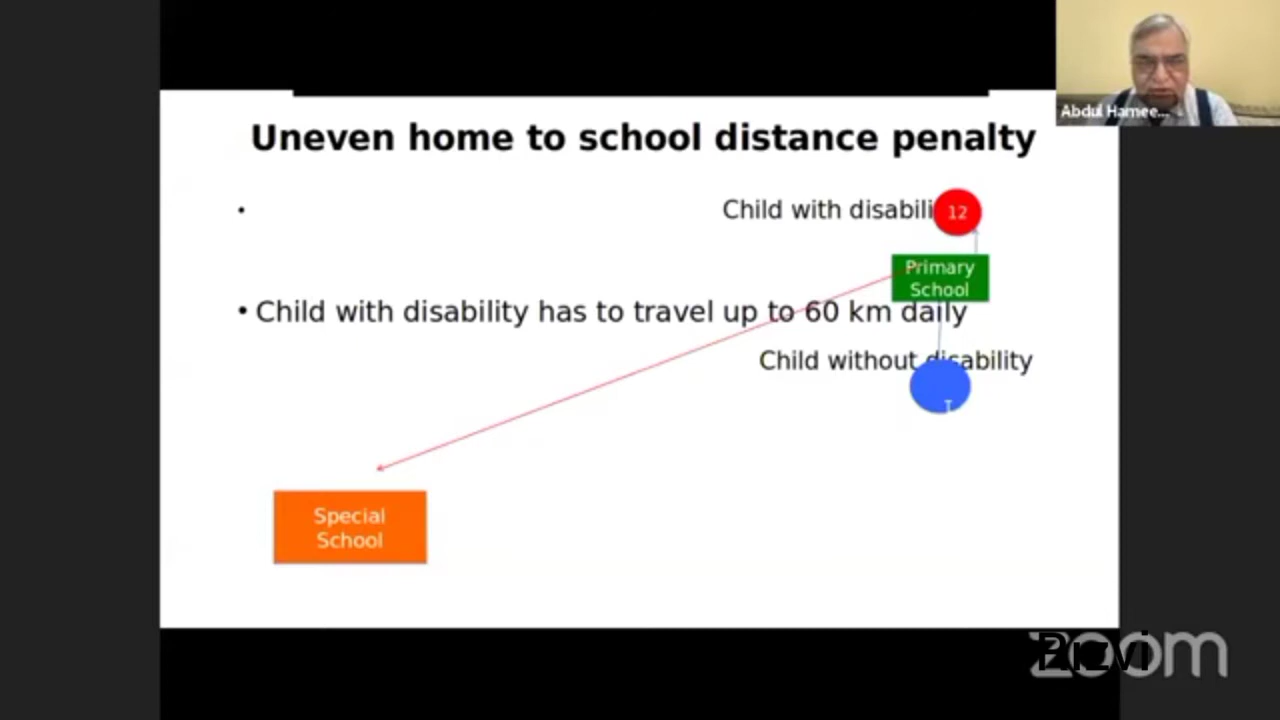 Abdul Hamee...
Uneven home to school distance penalty
• Child with disabili
12
Primary
School
• Child with disability has to travel up to 60 km daily
Child without disability
Special
School
zoom